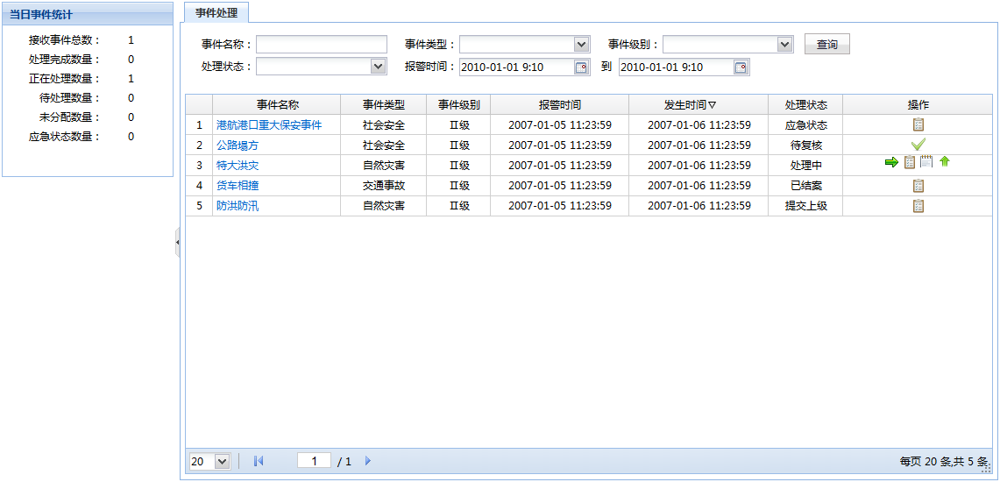 当日事件统计
接收事件总数： 1
处理完成数量： 0
正在处理数量： 1
待处理数量： 0
未分配数量： 0
应急状态数量： 0
事件处理
事件名称： 事件类型： 事件级别： 查询
处理状态： 报警时间： 2010-01-01 9:10 到 2010-01-01 9:10
事件名称 事件类型 事件级别 报警时间 发生时间▽ 处理状态 操作
1 港航港口重大保安事件 社会安全 Ⅱ级 2007-01-05 11:23:59 2007-01-06 11:23:59 应急状态
2 公路塌方 社会安全 Ⅱ级 2007-01-05 11:23:59 2007-01-06 11:23:59 待复核
3 特大洪灾 自然灾害 Ⅱ级 2007-01-05 11:23:59 2007-01-06 11:23:59 处理中
4 货车相撞 交通事故 Ⅱ级 2007-01-05 11:23:59 2007-01-06 11:23:59 已结案
5 防洪防汛 自然灾害 Ⅱ级 2007-01-05 11:23:59 2007-01-06 11:23:59 提交上级
20 1 / 1 每页 20 条,共 5 条